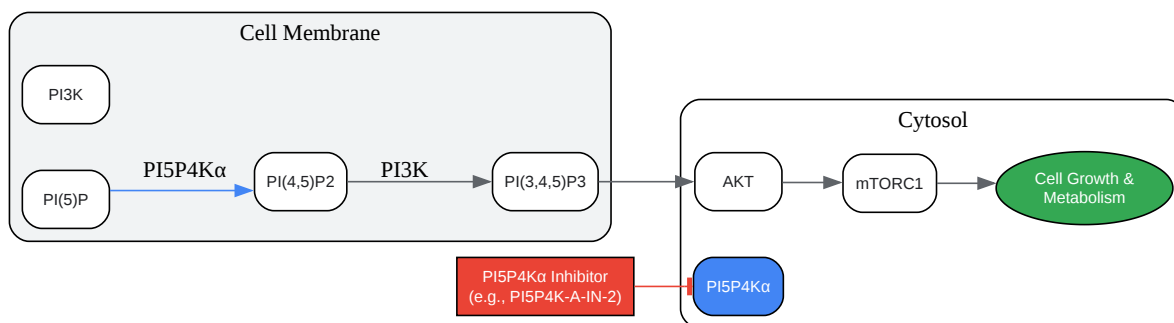 Cell Membrane
PI3K
PI5P4Kα
PI3K
PI(5)P
PI(4,5)P2
PI(3,4,5)P3
Cytosol
AKT
mTORC1
Cell Growth &
Metabolism
PI5P4Kα Inhibitor
(e.g., PI5P4K-A-IN-2)
PI5P4Kα